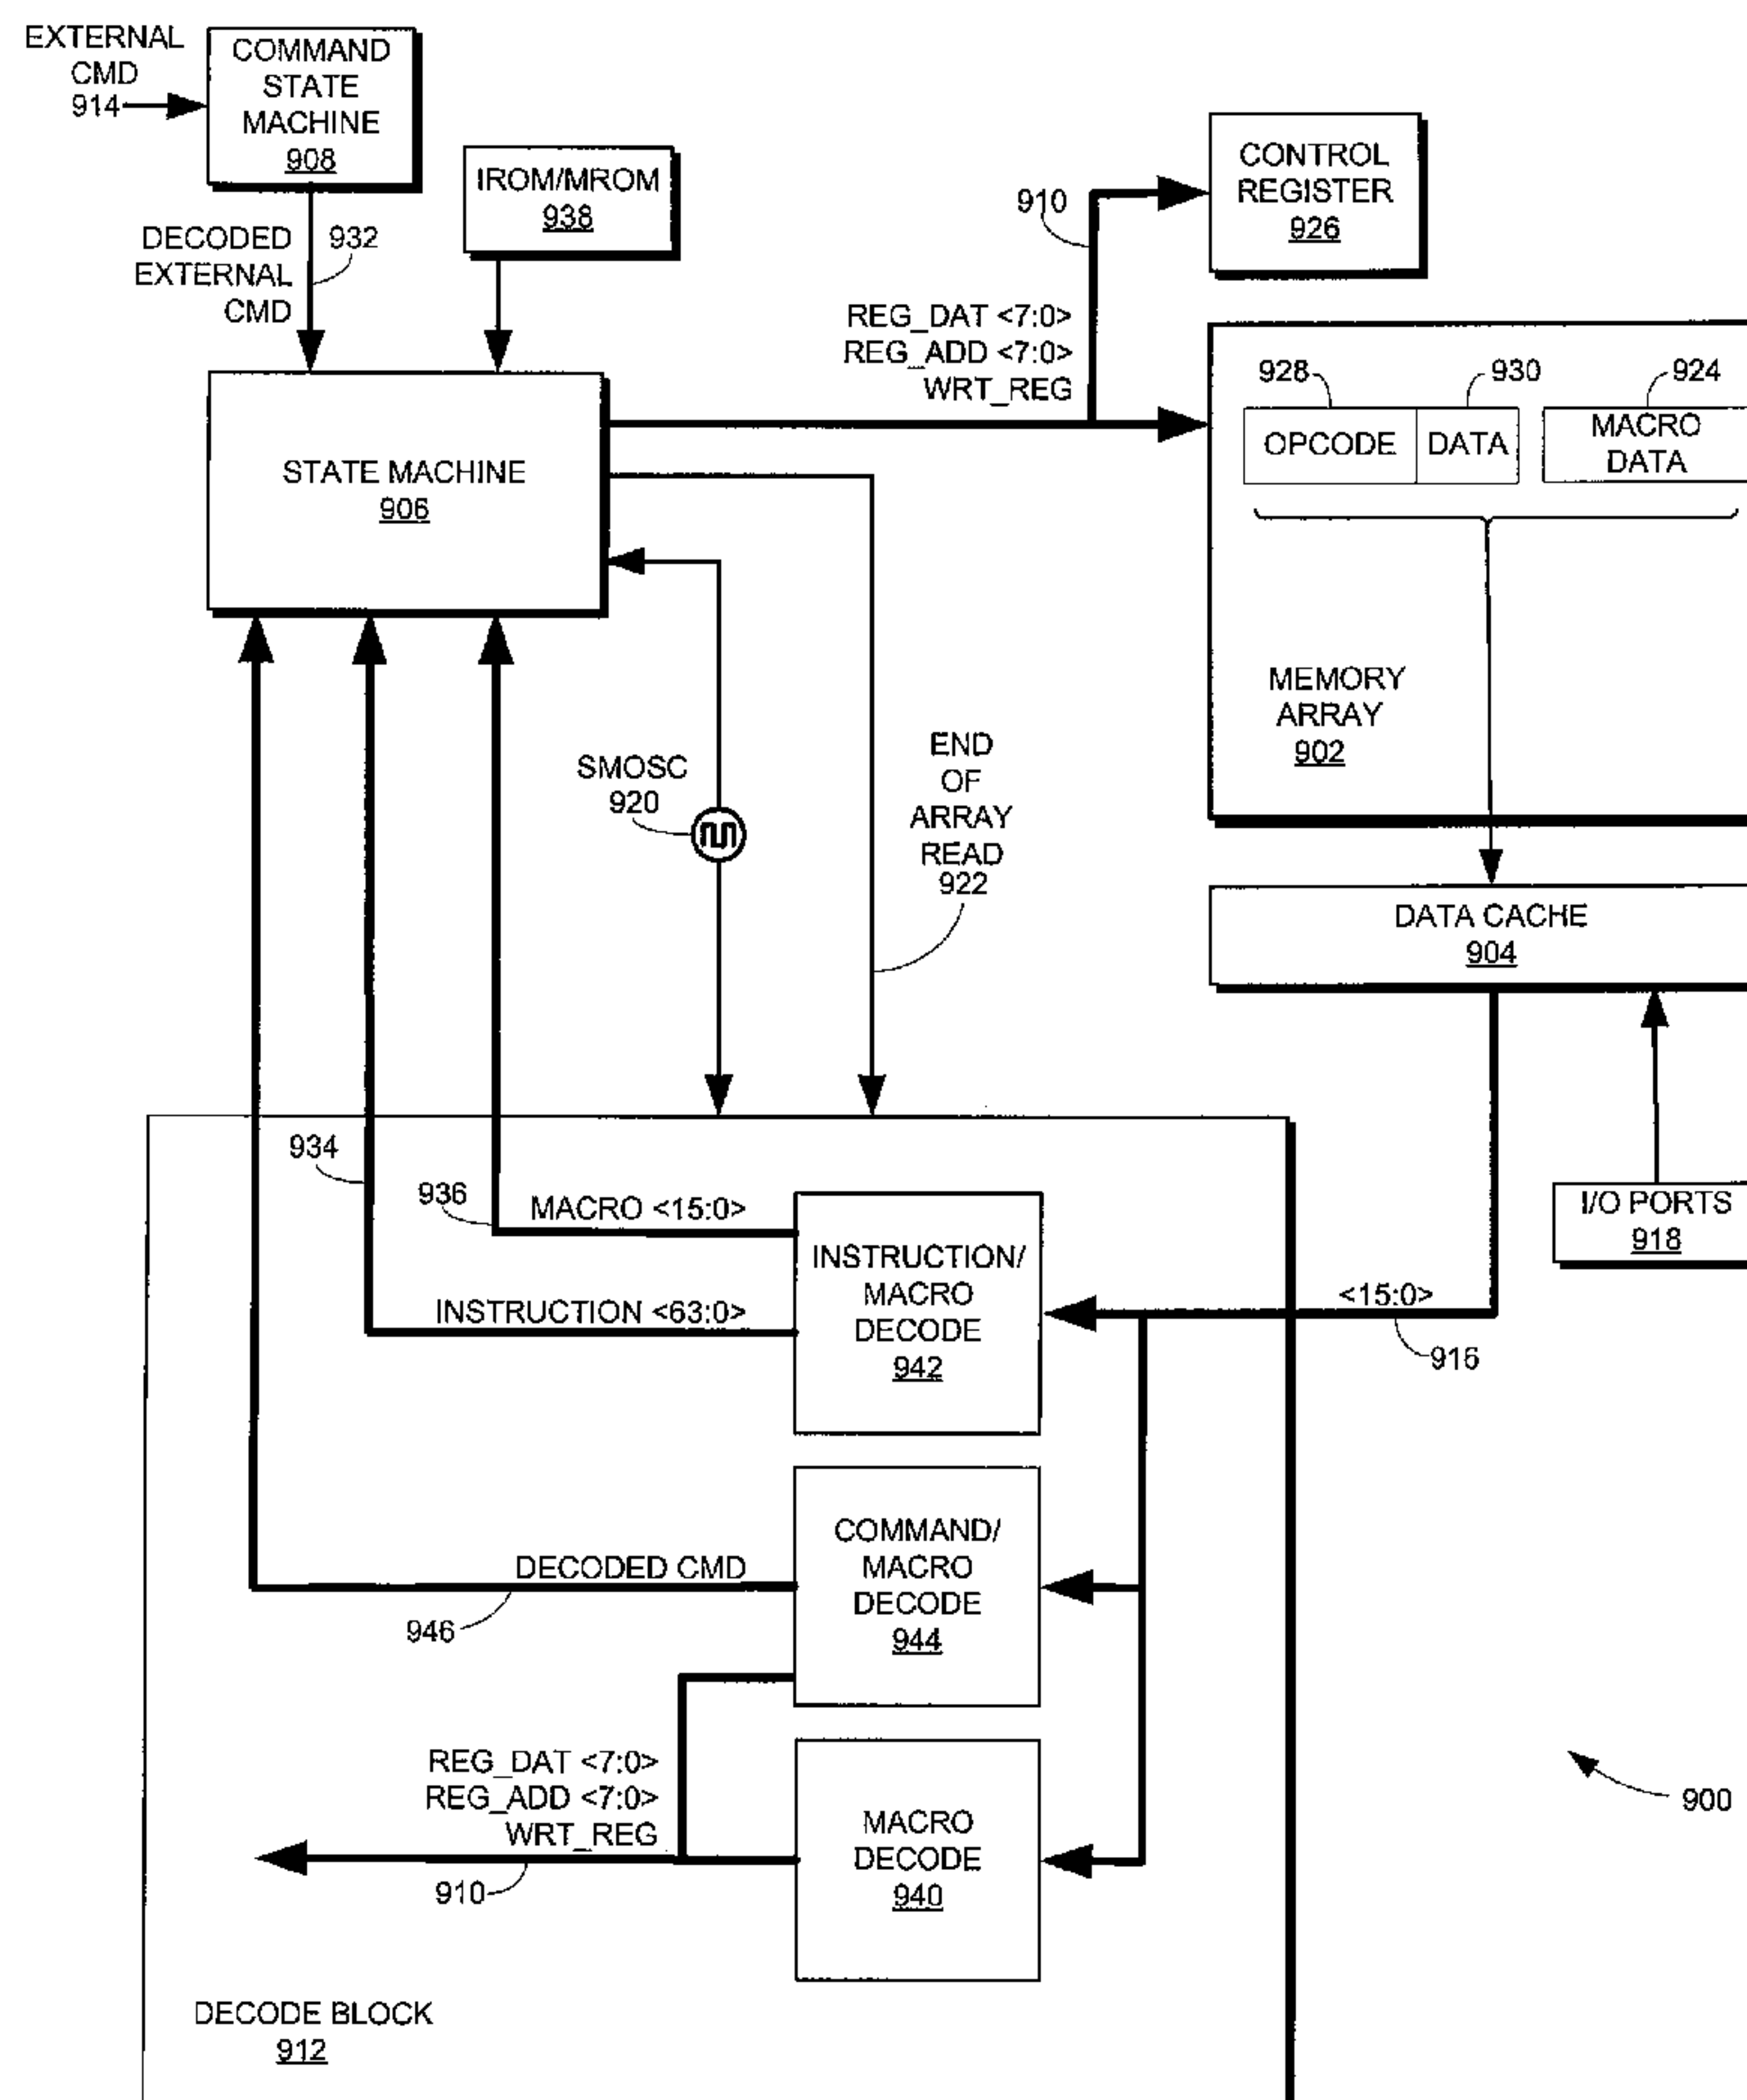 EXTERNAL
CMD
914
COMMAND
STATE
MACHINE
908
IROM/MROM
938
DECODED
EXTERNAL
CMD
932
910
CONTROL
REGISTER
926
REG_DAT <7:0>
REG_ADD <7:0>
WRT_REG
STATE MACHINE
906
928
930
924
OPCODE
DATA
MACRO
DATA
MEMORY
ARRAY
902
SMOSC
920
END
OF
ARRAY
READ
922
DATA CACHE
904
I/O PORTS
918
934
936
MACRO <15:0>
INSTRUCTION <63:0>
INSTRUCTION/
MACRO
DECODE
942
<15:0>
916
DECODED CMD
946
COMMAND/
MACRO
DECODE
944
REG_DAT <7:0>
REG_ADD <7:0>
WRT_REG
910
MACRO
DECODE
940
900
DECODE BLOCK
912